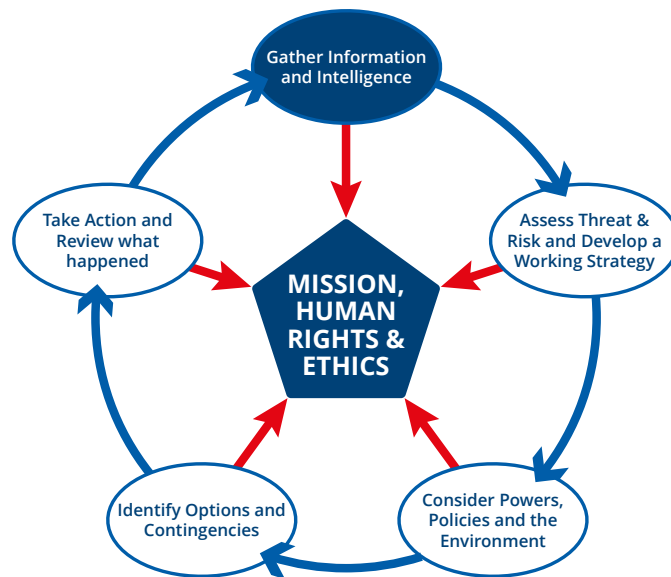 Gather Information
and Intelligence
Assess Threat &
Risk and Develop a
Working Strategy
Consider Powers,
Policies and the
Environment
Identify Options and
Contingencies
Take Action and
Review what
happened
MISSION,
HUMAN
RIGHTS &
ETHICS